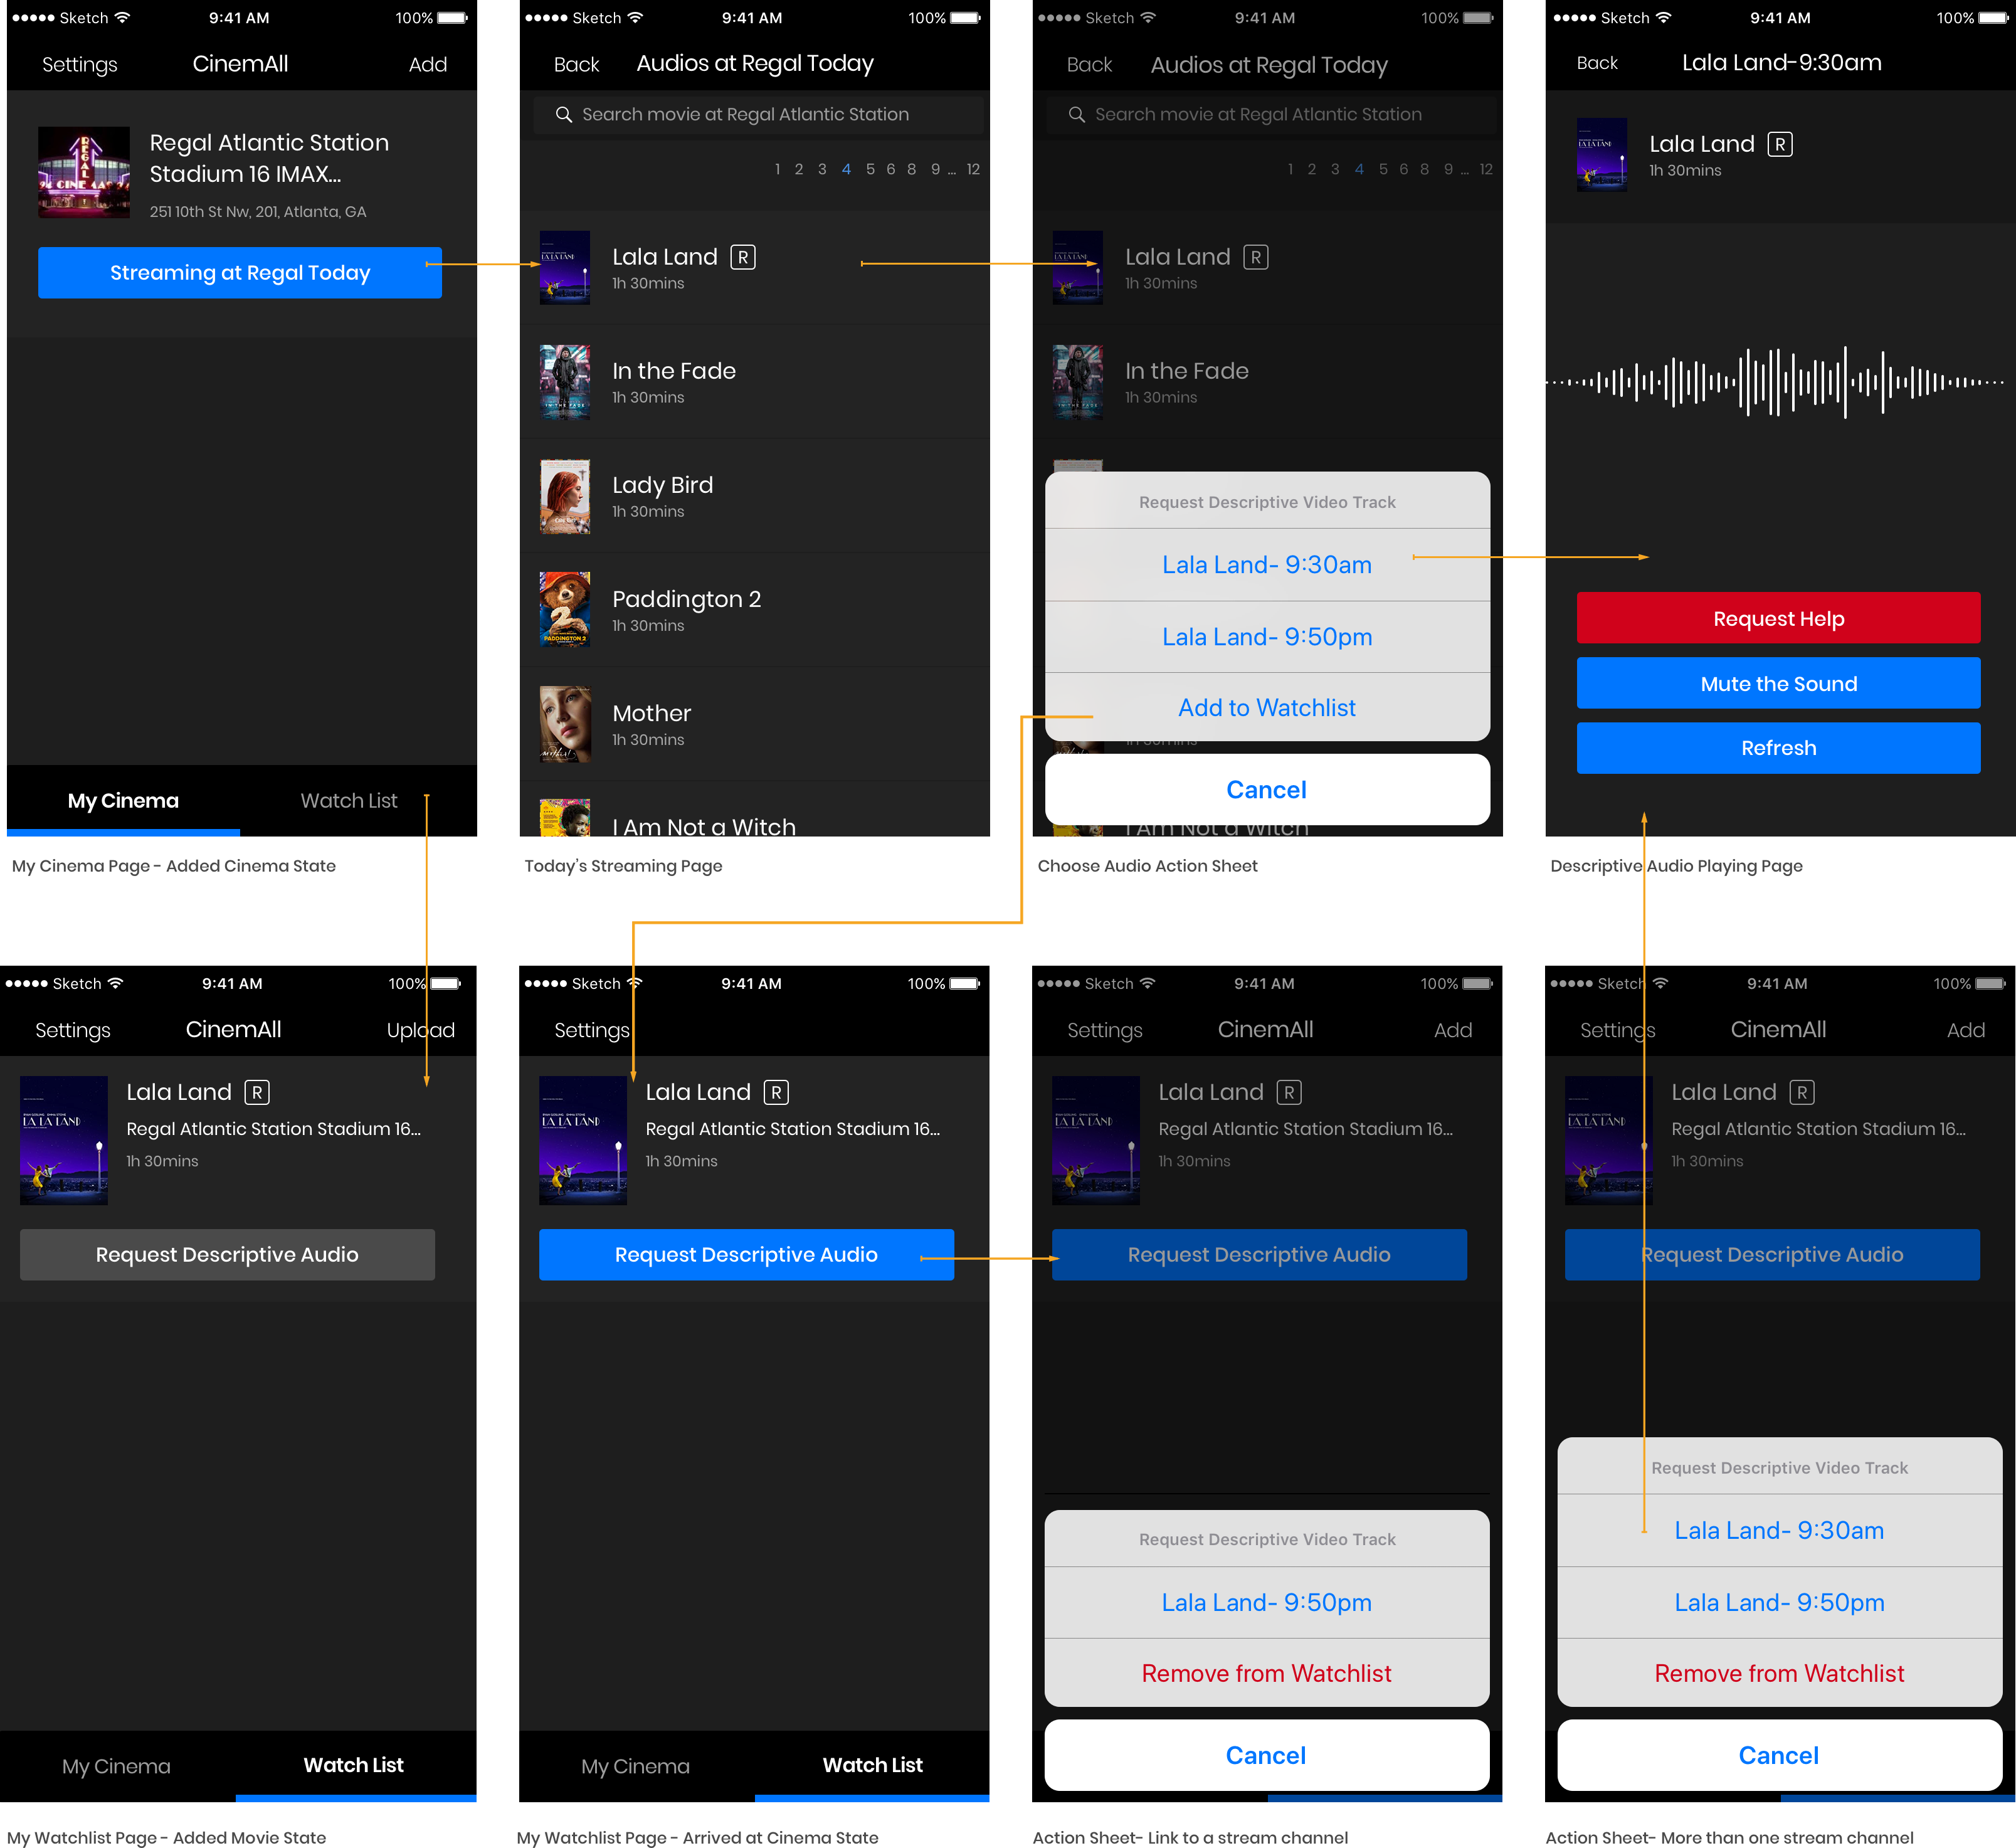 Sketch 9:41 AM 100%
Settings CinemAll Add
Regal Atlantic Station
Stadium 16 IMAX...
251 10th St Nw, 201, Atlanta, GA
Streaming at Regal Today
My Cinema Watch List
My Cinema Page - Added Cinema State
Sketch 9:41 AM 100%
Back Audios at Regal Today
Search movie at Regal Atlantic Station
1 2 3 4 5 6 8 9 ... 12
Lala Land R
1h 30mins
In the Fade
1h 30mins
Lady Bird
1h 30mins
Paddington 2
1h 30mins
Mother
1h 30mins
I Am Not a Witch
Today's Streaming Page
Sketch 9:41 AM 100%
Back Audios at Regal Today
Search movie at Regal Atlantic Station
1 2 3 4 5 6 8 9 ... 12
Lala Land R
1h 30mins
In the Fade
1h 30mins
Request Descriptive Video Track
Lala Land- 9:30am
Lala Land- 9:50pm
Add to Watchlist
1h 30mins
Cancel
I Am Not a Witch
Choose Audio Action Sheet
Sketch 9:41 AM 100%
Back Lala Land-9:30am
Lala Land R
1h 30mins
Request Help
Mute the Sound
Refresh
Descriptive Audio Playing Page
Sketch 9:41 AM 100%
Settings CinemAll Upload
LA LA LAND
Lala Land R
Regal Atlantic Station Stadium 16...
1h 30mins
Request Descriptive Audio
My Cinema Watch List
My Watchlist Page - Added Movie State
Sketch 9:41 AM 100%
Settings
LA LA LAND
Lala Land R
Regal Atlantic Station Stadium 16...
1h 30mins
Request Descriptive Audio
My Cinema Watch List
My Watchlist Page - Arrived at Cinema State
Sketch 9:41 AM 100%
Settings CinemAll Add
LA LA LAND
Lala Land R
Regal Atlantic Station Stadium 16...
1h 30mins
Request Descriptive Audio
Request Descriptive Video Track
Lala Land- 9:50pm
Remove from Watchlist
Cancel
Action Sheet- Link to a stream channel
Sketch 9:41 AM 100%
Settings CinemAll Add
LA LA LAND
Lala Land R
Regal Atlantic Station Stadium 16...
1h 30mins
Request Descriptive Audio
Request Descriptive Video Track
Lala Land- 9:30am
Lala Land- 9:50pm
Remove from Watchlist
Cancel
Action Sheet- More than one stream channel